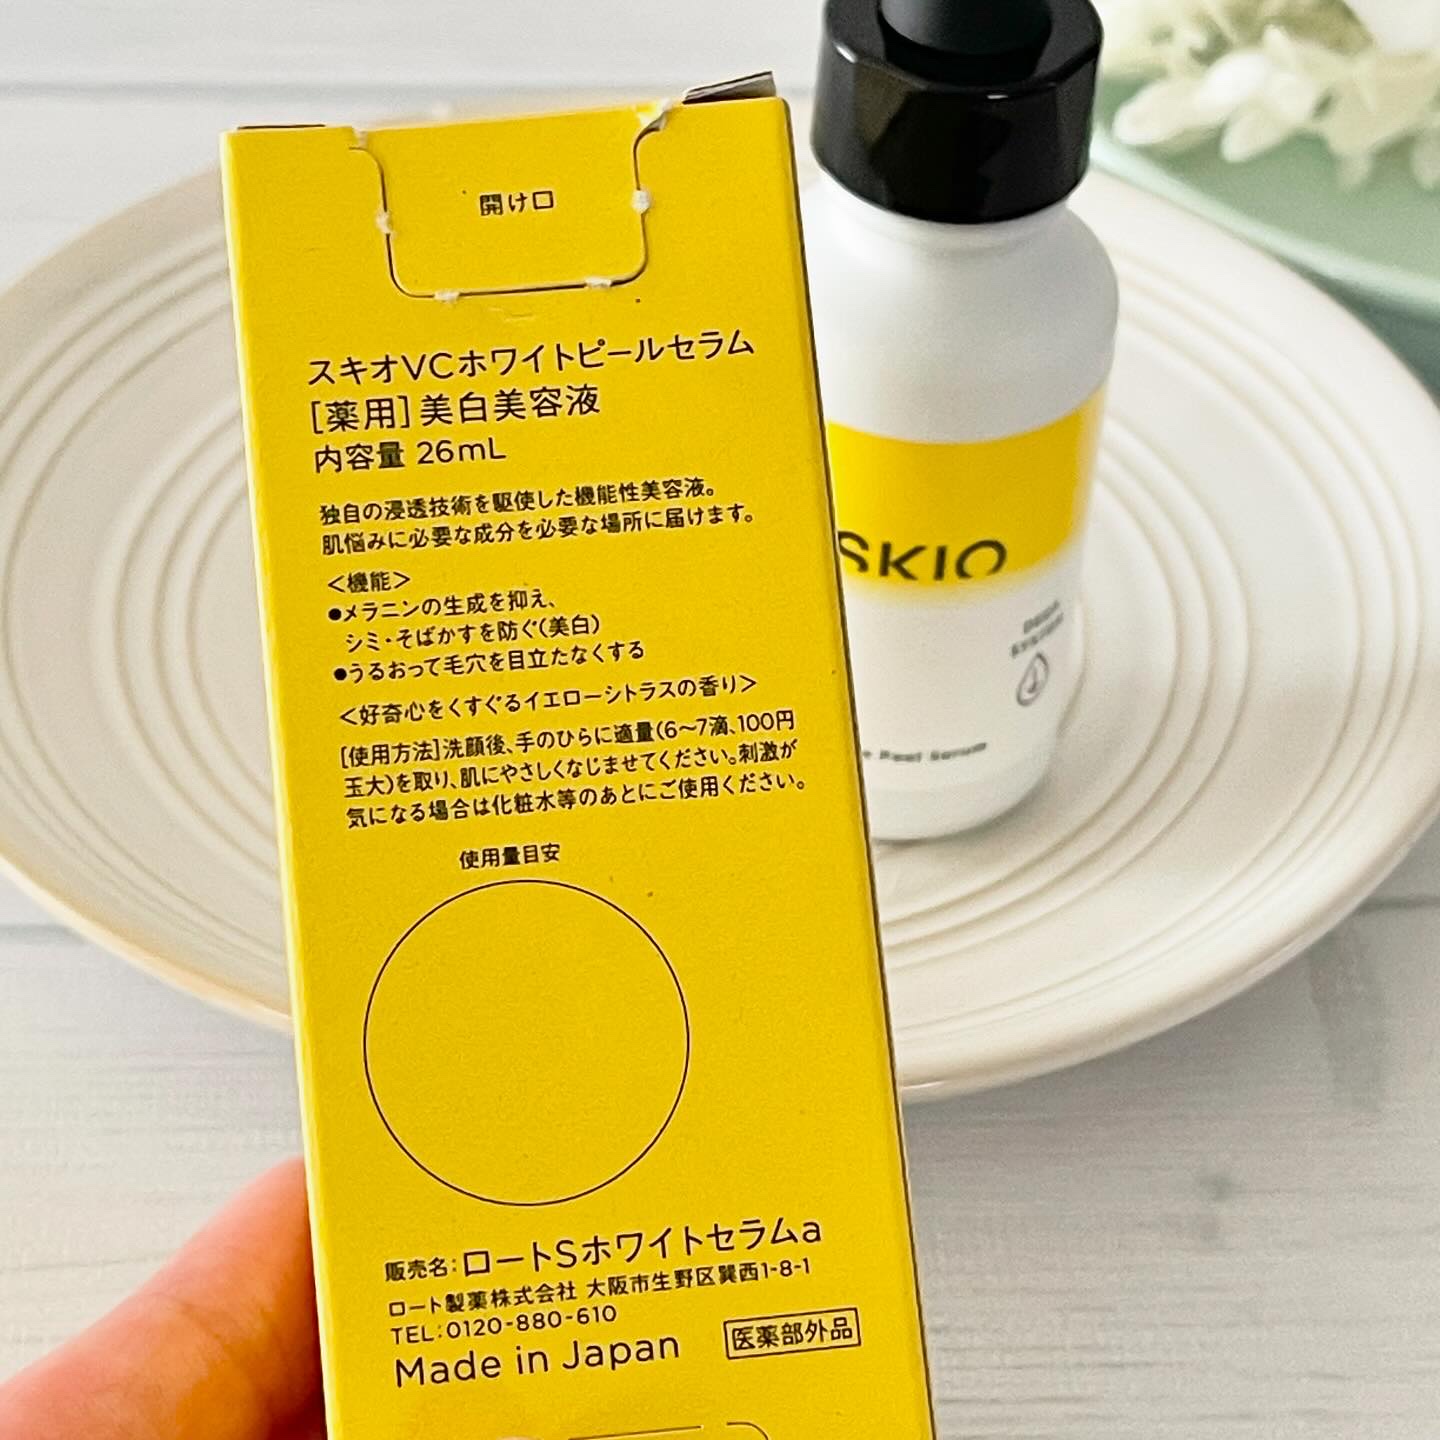 開け口
スキオVCホワイトピールセラム
[薬用]美白美容液
内容量 26mL
独自の浸透技術を駆使した機能性美容液。
肌悩みに必要な成分を必要な場所に届けます。
＜機能＞
●メラニンの生成を抑え、
シミ・そばかすを防ぐ(美白)
●うるおって毛穴を目立たなくする
＜好奇心をくすぐるイエローシトラスの香り＞
[使用方法]洗顔後、手のひらに適量(6〜7滴、100円
玉大)を取り、肌にやさしくなじませてください。刺激が
気になる場合は化粧水等のあとにご使用ください。
使用量目安
販売名：ロートSホワイトセラムa
ロート製薬株式会社 大阪市生野区巽西1-8-1
TEL：0120-880-610
Made in Japan
医薬部外品
SKIO
Peel Serum